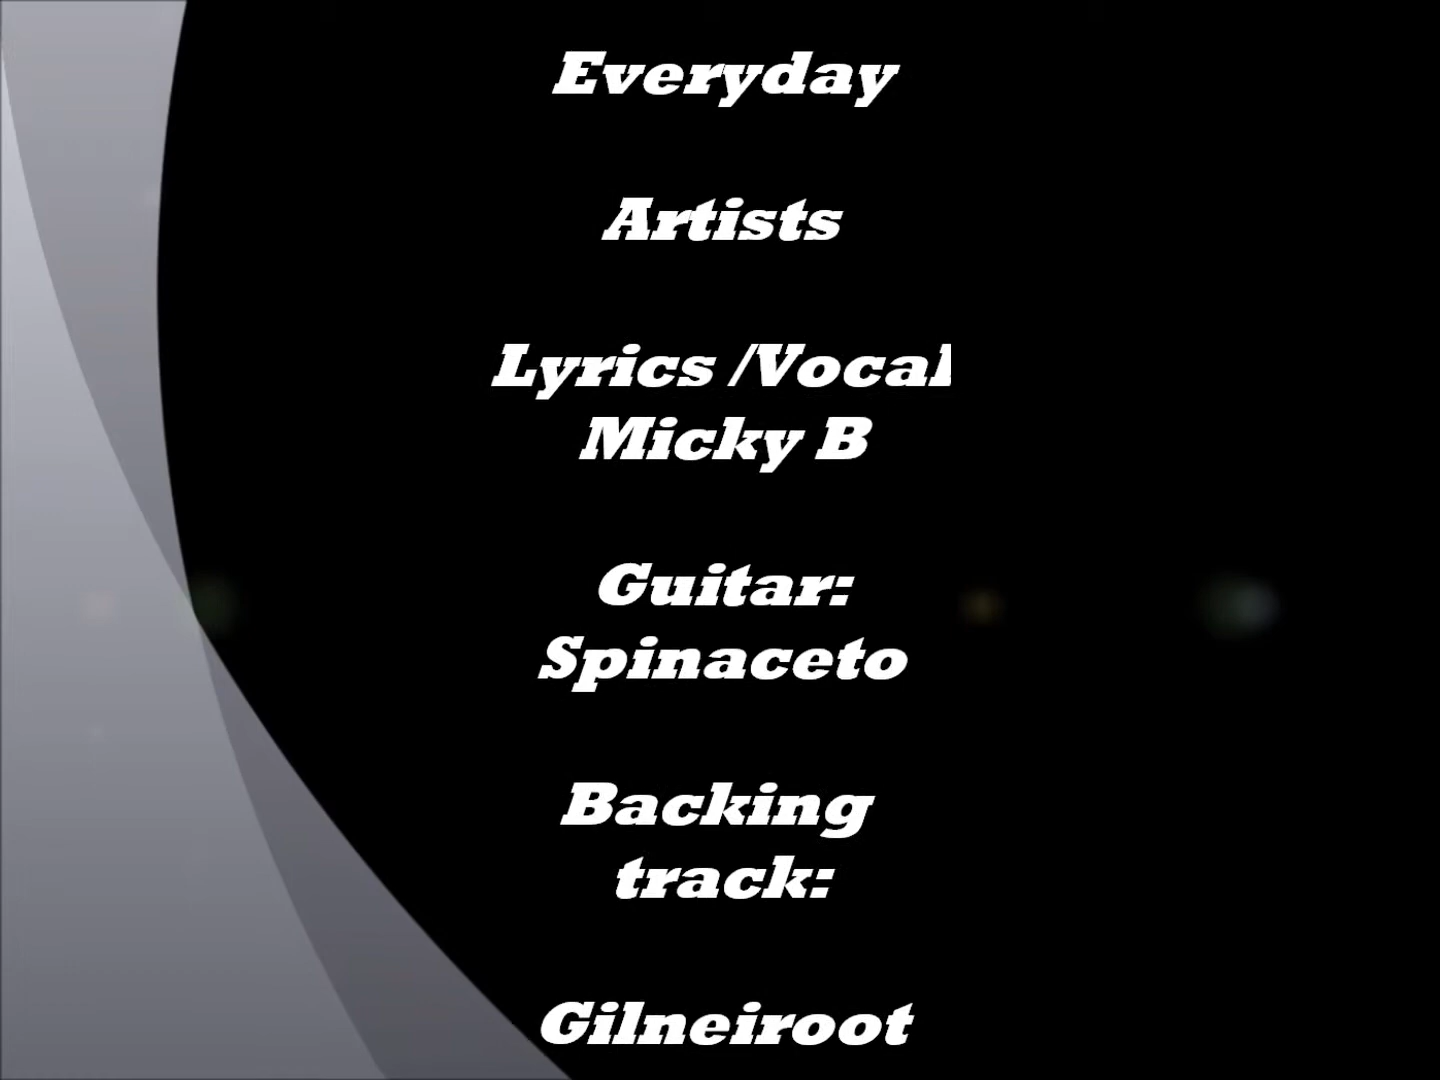 Everyday
Artists
Lyrics /Vocal
Micky B
Guitar:
Spinaceto
Backing
track:
Gilneiroot